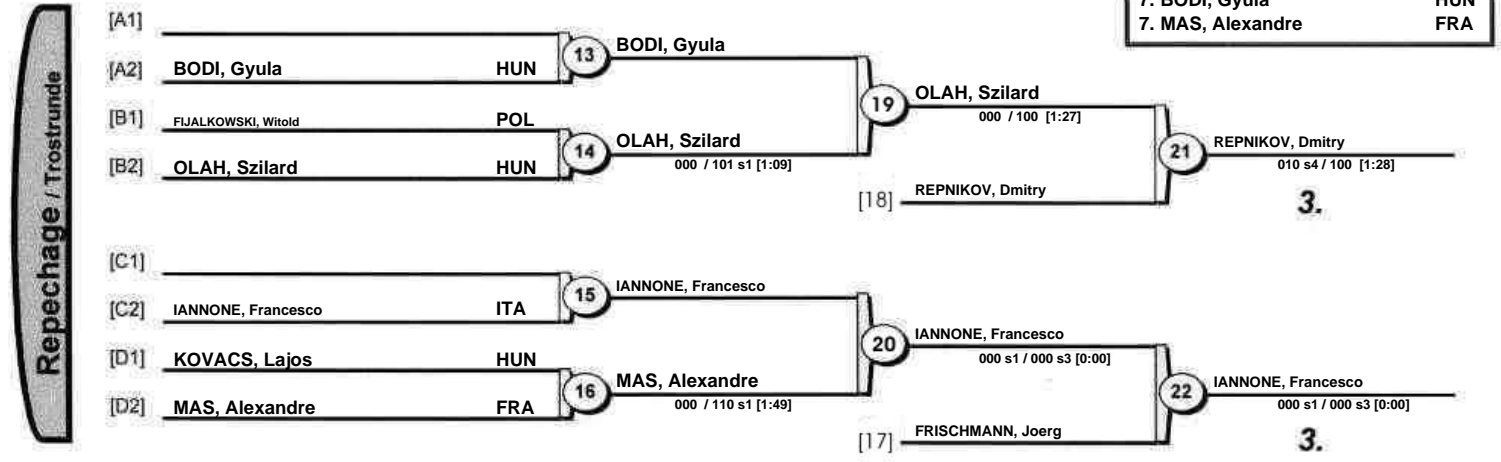 7. BODI, Gyula HUN
7. MAS, Alexandre FRA
Repechage / Trostrunde
[A1]
[A2] BODI, Gyula HUN
13
BODI, Gyula
[B1] FIJALKOWSKI, Witold POL
[B2] OLAH, Szilard HUN
14
OLAH, Szilard
000 / 101 s1 [1:09]
19
OLAH, Szilard
000 / 100 [1:27]
[18] REPNIKOV, Dmitry
21
REPNIKOV, Dmitry
010 s4 / 100 [1:28]
3.
[C1]
[C2] IANNONE, Francesco ITA
15
IANNONE, Francesco
[D1] KOVACS, Lajos HUN
[D2] MAS, Alexandre FRA
16
MAS, Alexandre
000 / 110 s1 [1:49]
20
IANNONE, Francesco
000 s1 / 000 s3 [0:00]
[17] FRISCHMANN, Joerg
22
IANNONE, Francesco
000 s1 / 000 s3 [0:00]
3.